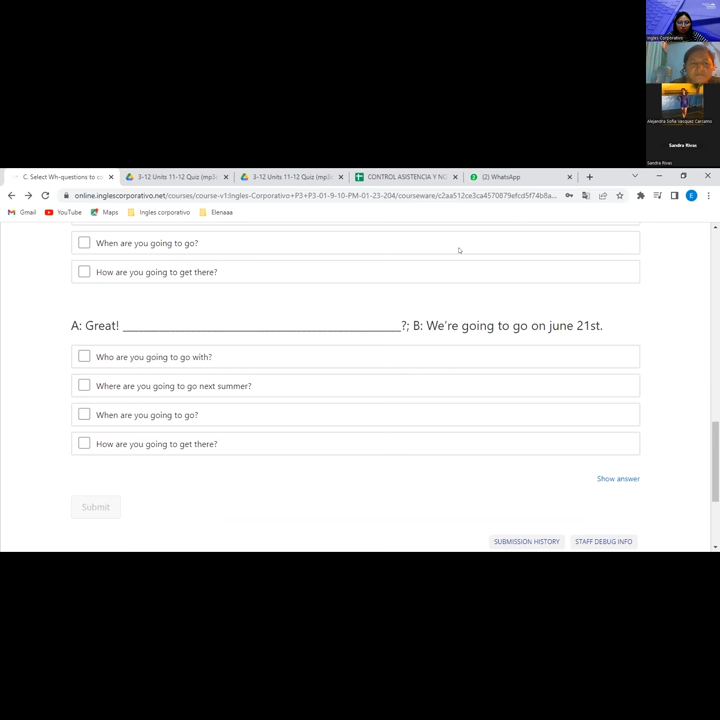 Ingles Corporativo
Alejandra Sofia Vasquez Carcamo
Sandra Rivas
Sandra Rivas
C. Select Wh-questions to co
3-12 Units 11-12 Quiz (mp3
3-12 Units 11-12 Quiz (mp3
CONTROL ASISTENCIA Y NO
(2) WhatsApp
online.inglescorporativo.net/courses/course-v1:Ingles-Corporativo+P3+P3-01-9-10-PM-01-23-204/courseware/c2aa512ce3ca4570879efcd5f74b8a...
E
Gmail
YouTube
Maps
Ingles corporativo
Elenaaa
When are you going to go?
How are you going to get there?
A: Great! ________________________________________?; B: We're going to go on june 21st.
Who are you going to go with?
Where are you going to go next summer?
When are you going to go?
How are you going to get there?
Show answer
Submit
SUBMISSION HISTORY
STAFF DEBUG INFO